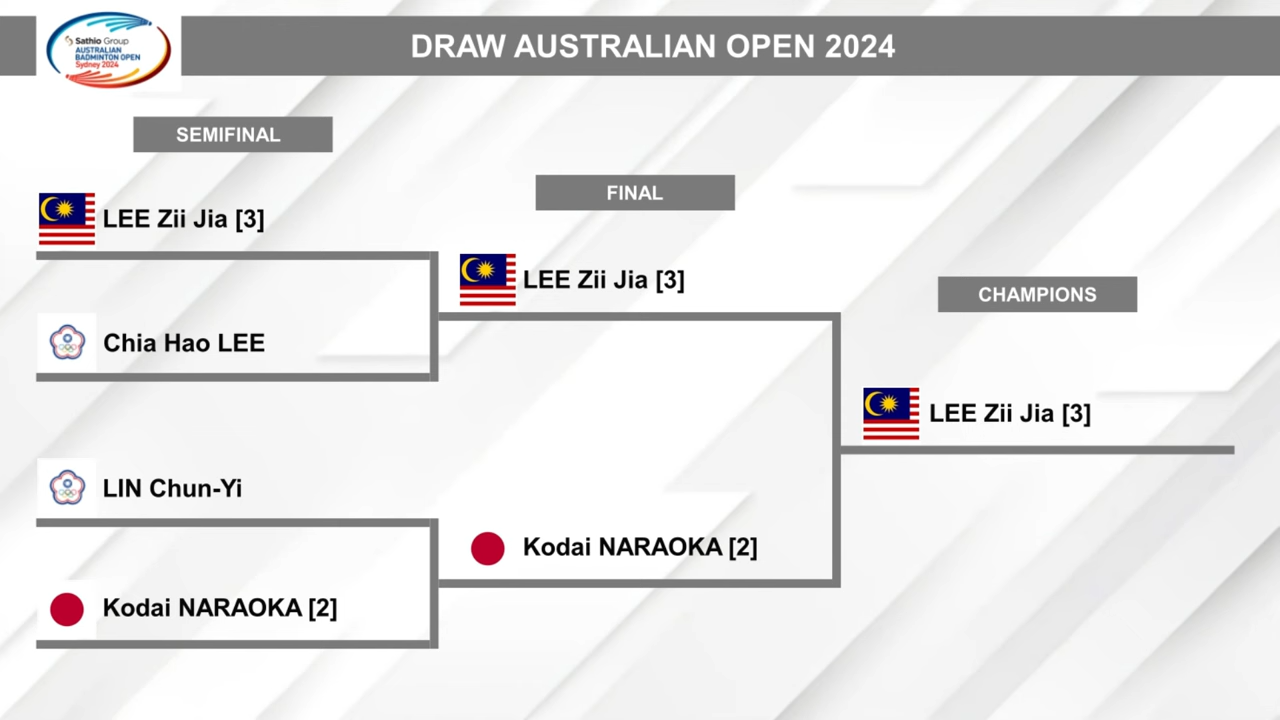 Sathio Group
AUSTRALIAN
BADMINTON OPEN
Sydney 2024
DRAW AUSTRALIAN OPEN 2024
SEMIFINAL
LEE Zii Jia [3]
Chia Hao LEE
LIN Chun-Yi
Kodai NARAOKA [2]
FINAL
LEE Zii Jia [3]
Kodai NARAOKA [2]
CHAMPIONS
LEE Zii Jia [3]